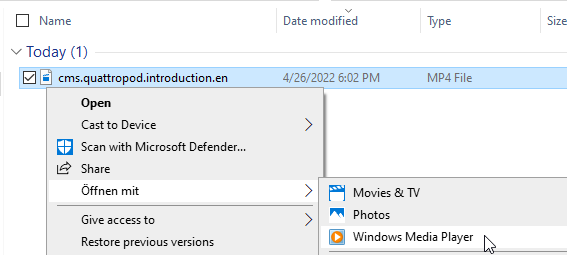 Name Date modified Type Size
Today (1)
cms.quattropod.introduction.en 4/26/2022 6:02 PM MP4 File
Open
Cast to Device
Scan with Microsoft Defender...
Share
Öffnen mit
Movies & TV
Photos
Windows Media Player
Give access to
Restore previous versions